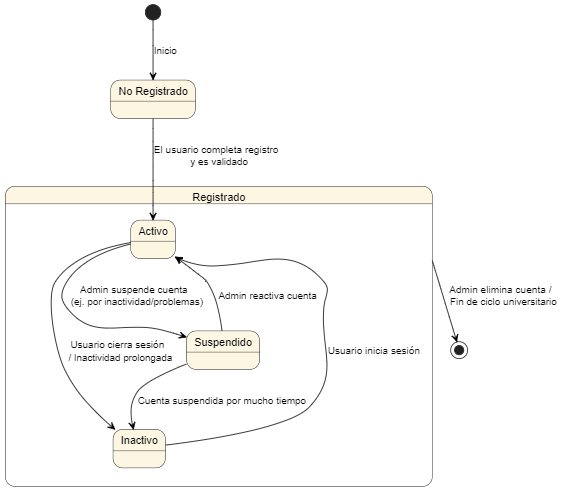 Inicio
No Registrado
El usuario completa registro
y es validado
Registrado
Activo
Admin suspende cuenta
(ej. por inactividad/problemas)
Admin reactiva cuenta
Admin elimina cuenta /
Fin de ciclo universitario
Suspendido
Usuario cierra sesión
/ Inactividad prolongada
Usuario inicia sesión
Cuenta suspendida por mucho tiempo
Inactivo